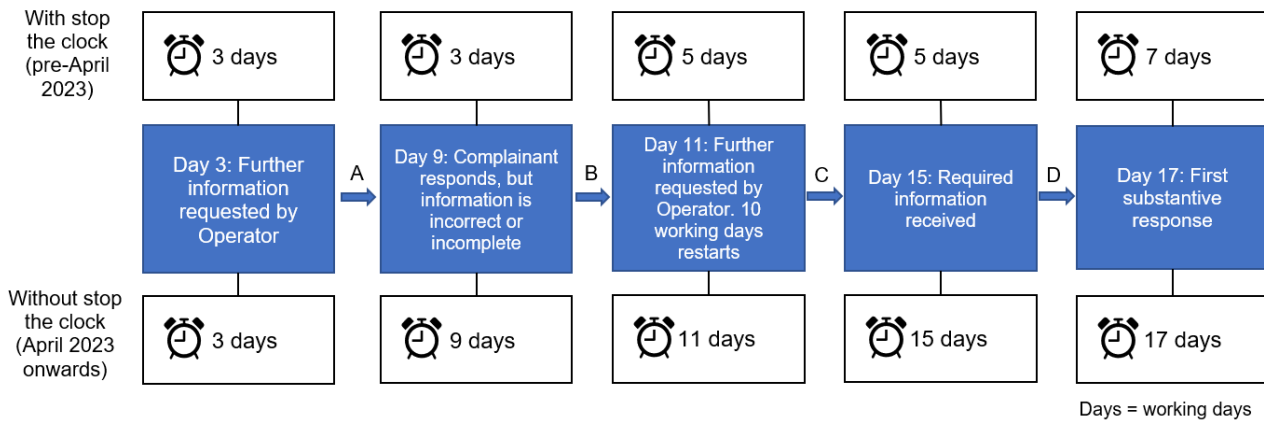 With stop
the clock
(pre-April
2023)
3 days
3 days
5 days
5 days
7 days
Day 3: Further
information
requested by
Operator
A
Day 9: Complainant
responds, but
information is
incorrect or
incomplete
B
Day 11: Further
information
requested by
Operator. 10
working days
restarts
C
Day 15: Required
information
received
D
Day 17: First
substantive
response
Without stop
the clock
(April 2023
onwards)
3 days
9 days
11 days
15 days
17 days
Days = working days